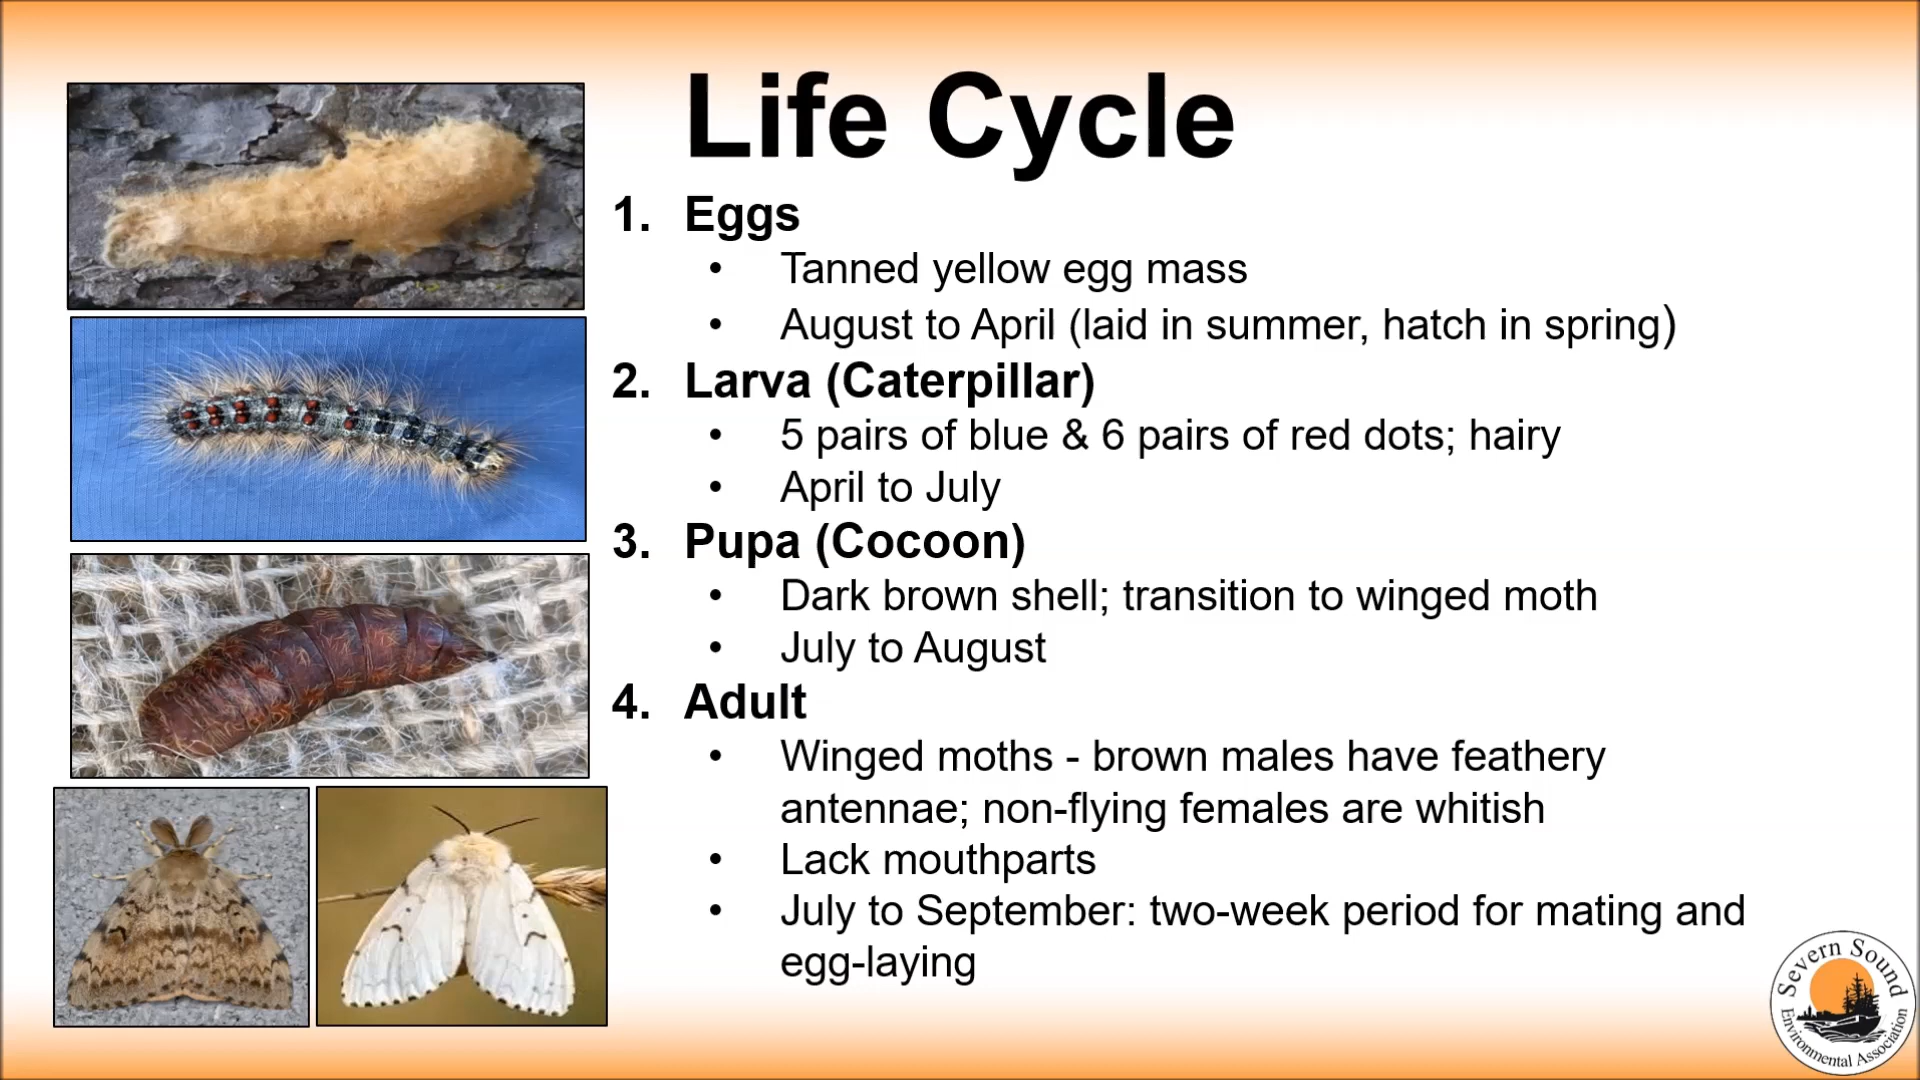 Life Cycle
1. Eggs
• Tanned yellow egg mass
• August to April (laid in summer, hatch in spring)
2. Larva (Caterpillar)
• 5 pairs of blue & 6 pairs of red dots; hairy
• April to July
3. Pupa (Cocoon)
• Dark brown shell; transition to winged moth
• July to August
4. Adult
• Winged moths - brown males have feathery
antennae; non-flying females are whitish
• Lack mouthparts
• July to September: two-week period for mating and
egg-laying
Severn Sound
Environmental Association